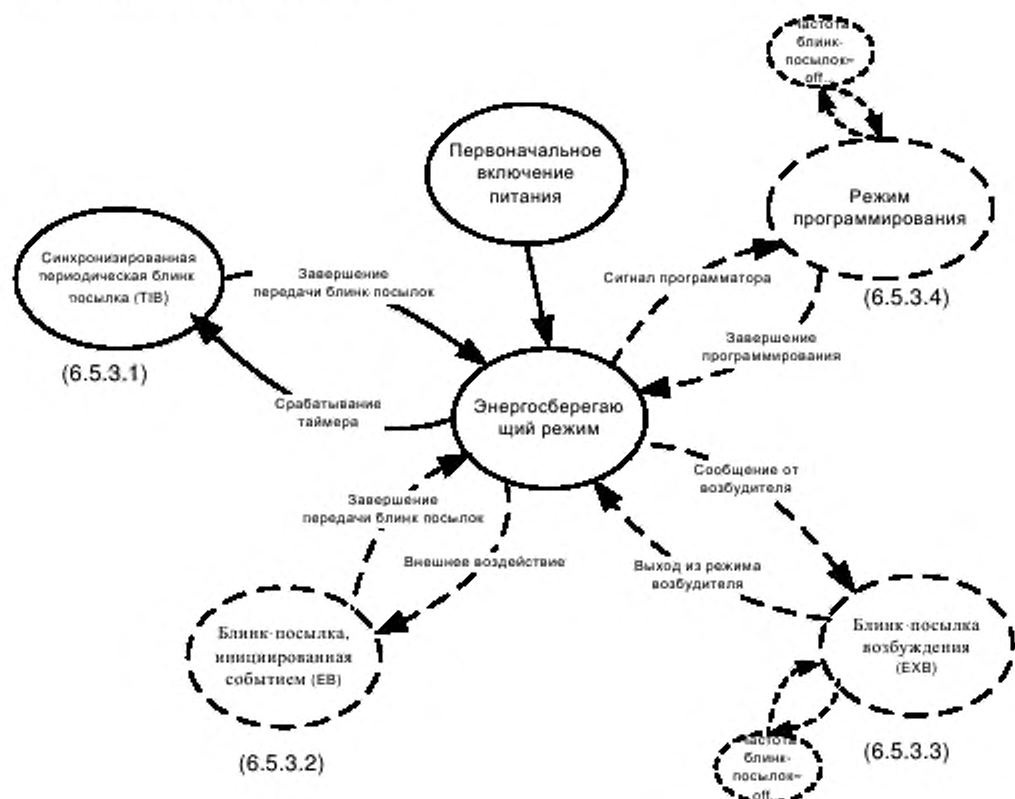 Частота
блинк-
посылок=
off...
Первоначальное
включение
питания
Режим
программирования
(6.5.3.4)
Синхронизированная
периодическая блинк
посылка (TIB)
(6.5.3.1)
Завершение
передачи блинк посылок
Сигнал программатора
Завершение
программирования
Срабатывание
таймера
Энергосберегаю
щий режим
Сообщение от
возбудителя
Завершение
передачи блинк посылок
Внешнее воздействие
Выход из режима
возбудителя
Блинк-посылка,
инициированная
событием (EB)
(6.5.3.2)
Блинк-посылка
возбуждения
(EXB)
(6.5.3.3)
Частота
блинк-
посылок=
off...